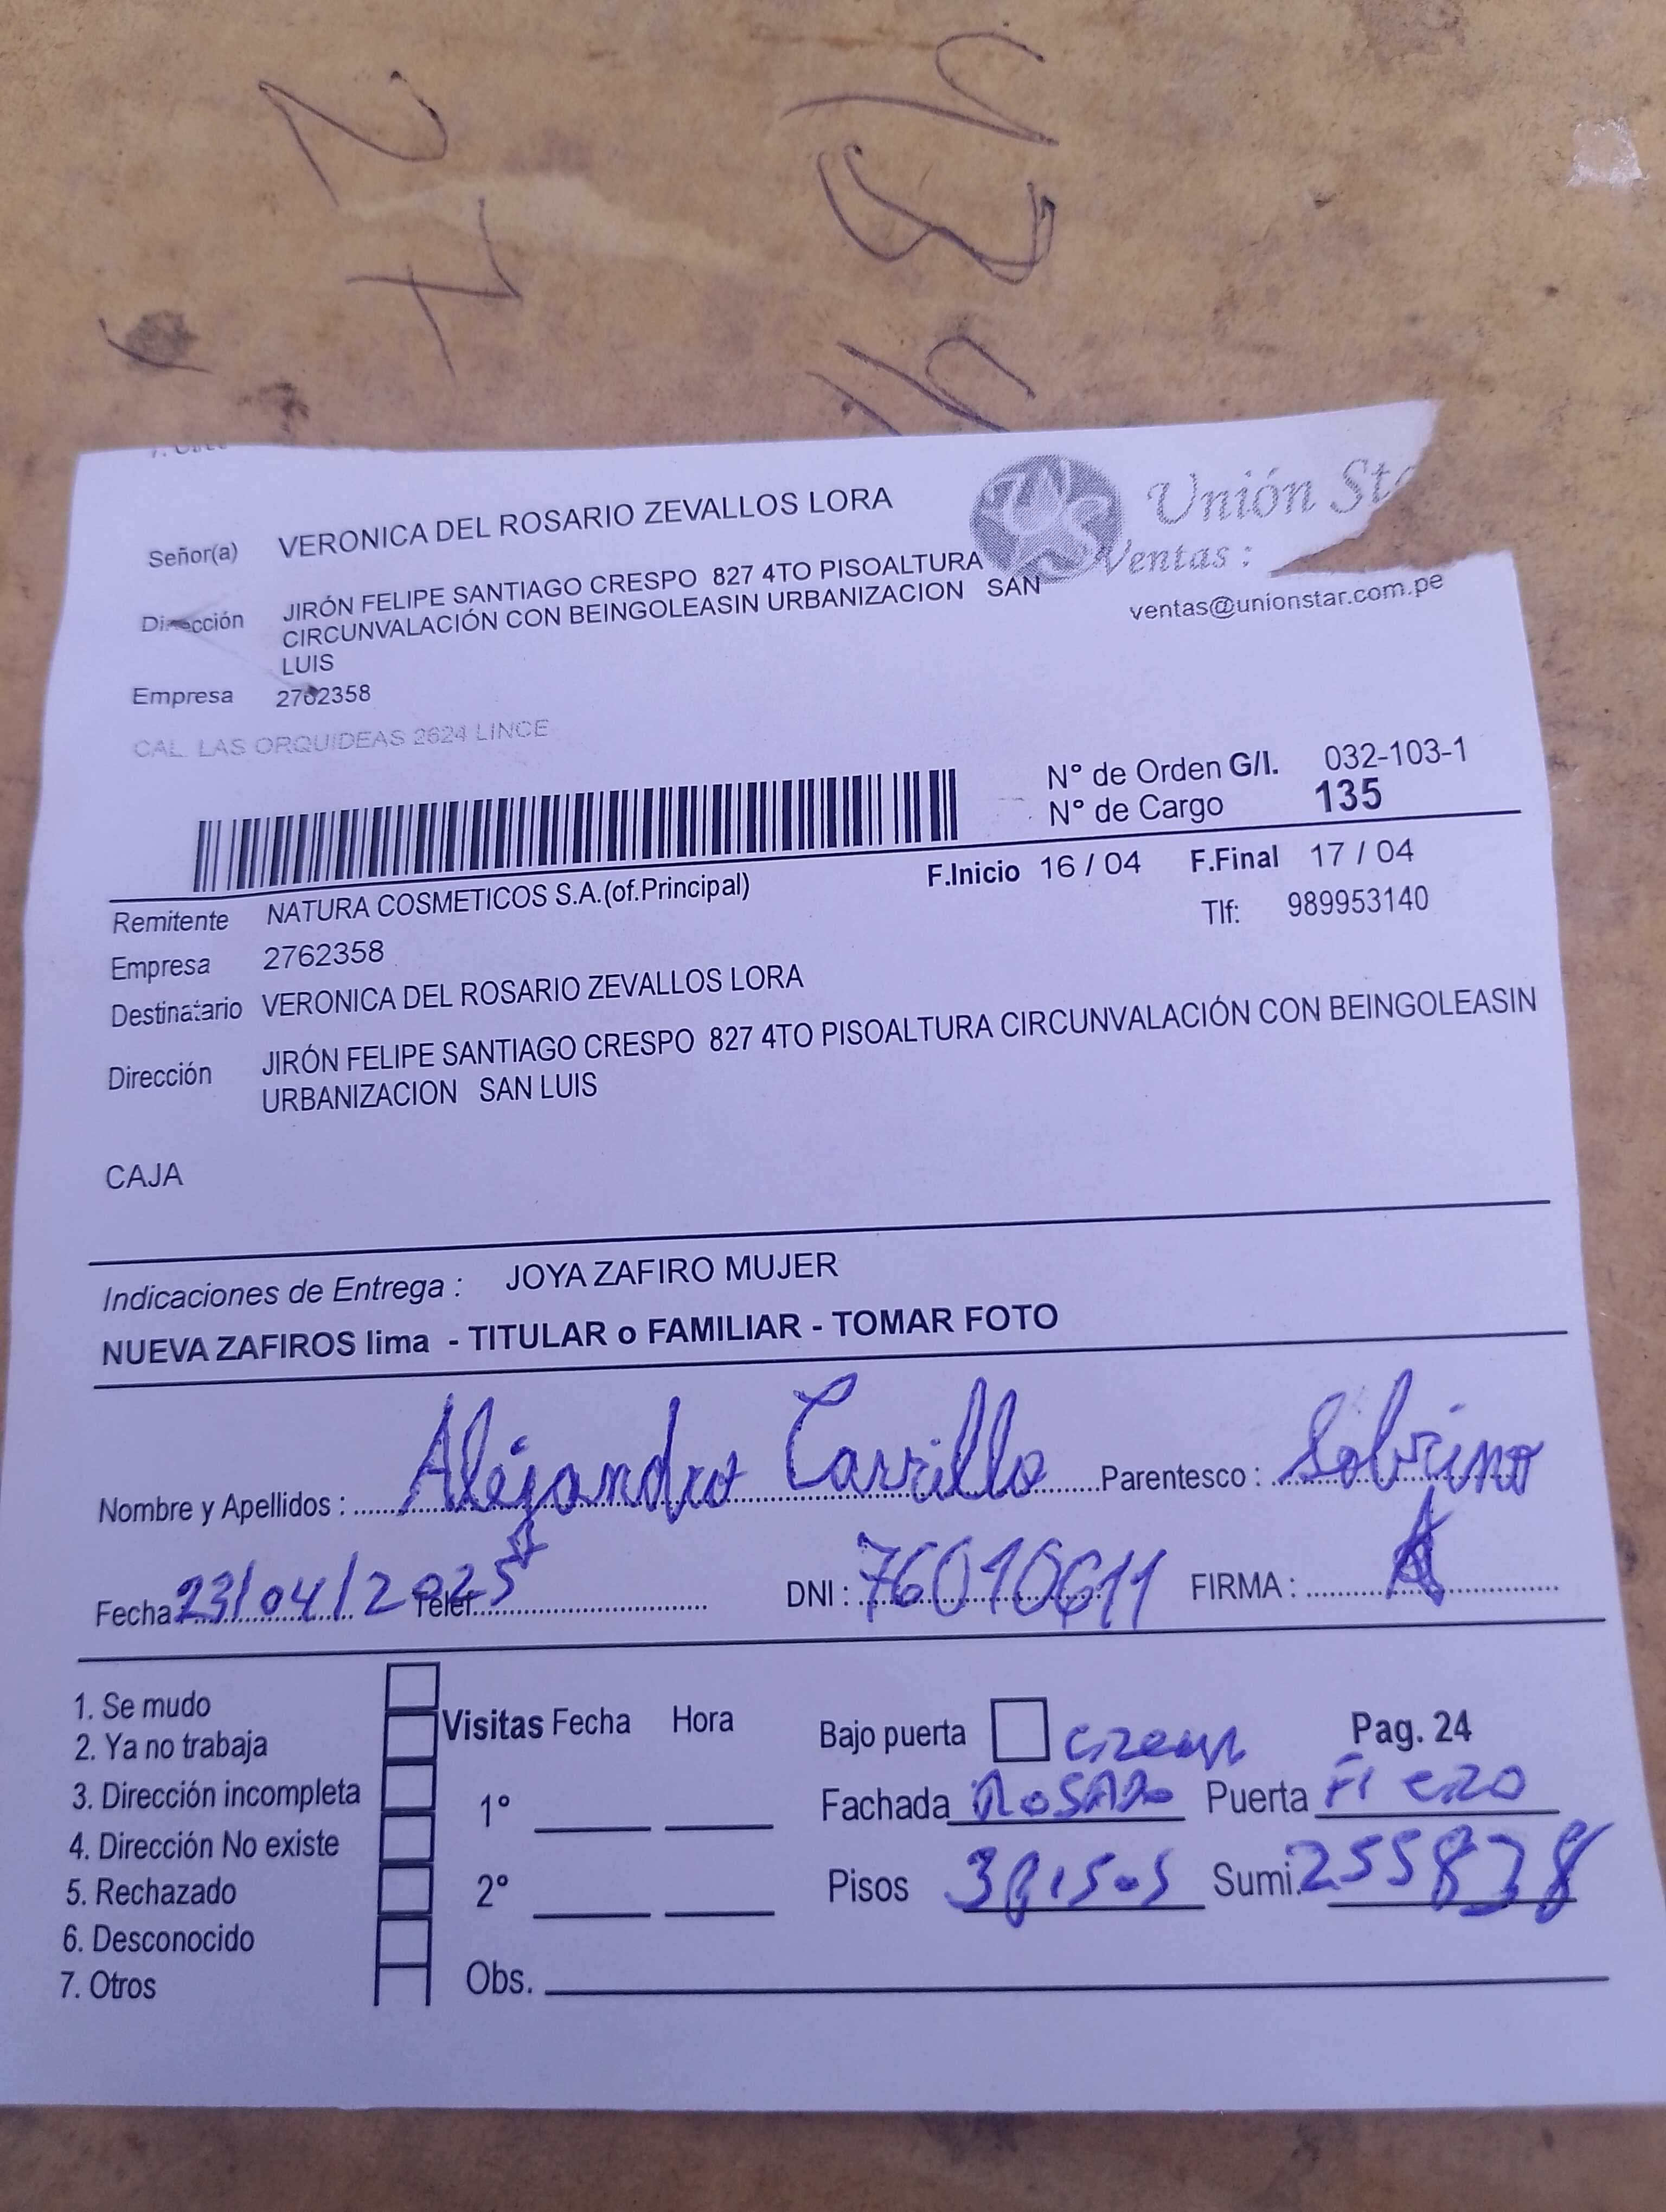 Señor(a) VERONICA DEL ROSARIO ZEVALLOS LORA
Unión St
Ventas :
ventas@unionstar.com.pe
Dirección JIRÓN FELIPE SANTIAGO CRESPO 827 4TO PISOALTURA
CIRCUNVALACIÓN CON BEINGOLEASIN URBANIZACION SAN
LUIS
Empresa 2762358
CAL. LAS ORQUIDEAS 2624 LINCE
N° de Orden G/I. 032-103-1
N° de Cargo 135
F.Inicio 16 / 04 F.Final 17 / 04
Remitente NATURA COSMETICOS S.A.(of.Principal)
Tlf: 989953140
Empresa 2762358
Destinatario VERONICA DEL ROSARIO ZEVALLOS LORA
Dirección JIRÓN FELIPE SANTIAGO CRESPO 827 4TO PISOALTURA CIRCUNVALACIÓN CON BEINGOLEASIN
URBANIZACION SAN LUIS
CAJA
Indicaciones de Entrega : JOYA ZAFIRO MUJER
NUEVA ZAFIROS lima - TITULAR o FAMILIAR - TOMAR FOTO
Nombre y Apellidos : Alejandro Carrillo Parentesco : Sobrino
Fecha 23/04/2025 Telef. DNI : 76010611 FIRMA :
1. Se mudo
2. Ya no trabaja
3. Dirección incompleta
4. Dirección No existe
5. Rechazado
6. Desconocido
7. Otros
Visitas Fecha Hora
1°
2°
Obs.
Bajo puerta Pag. 24
Fachada ROSADO Puerta FIERRO
Pisos 3 pisos Sumi. 255838